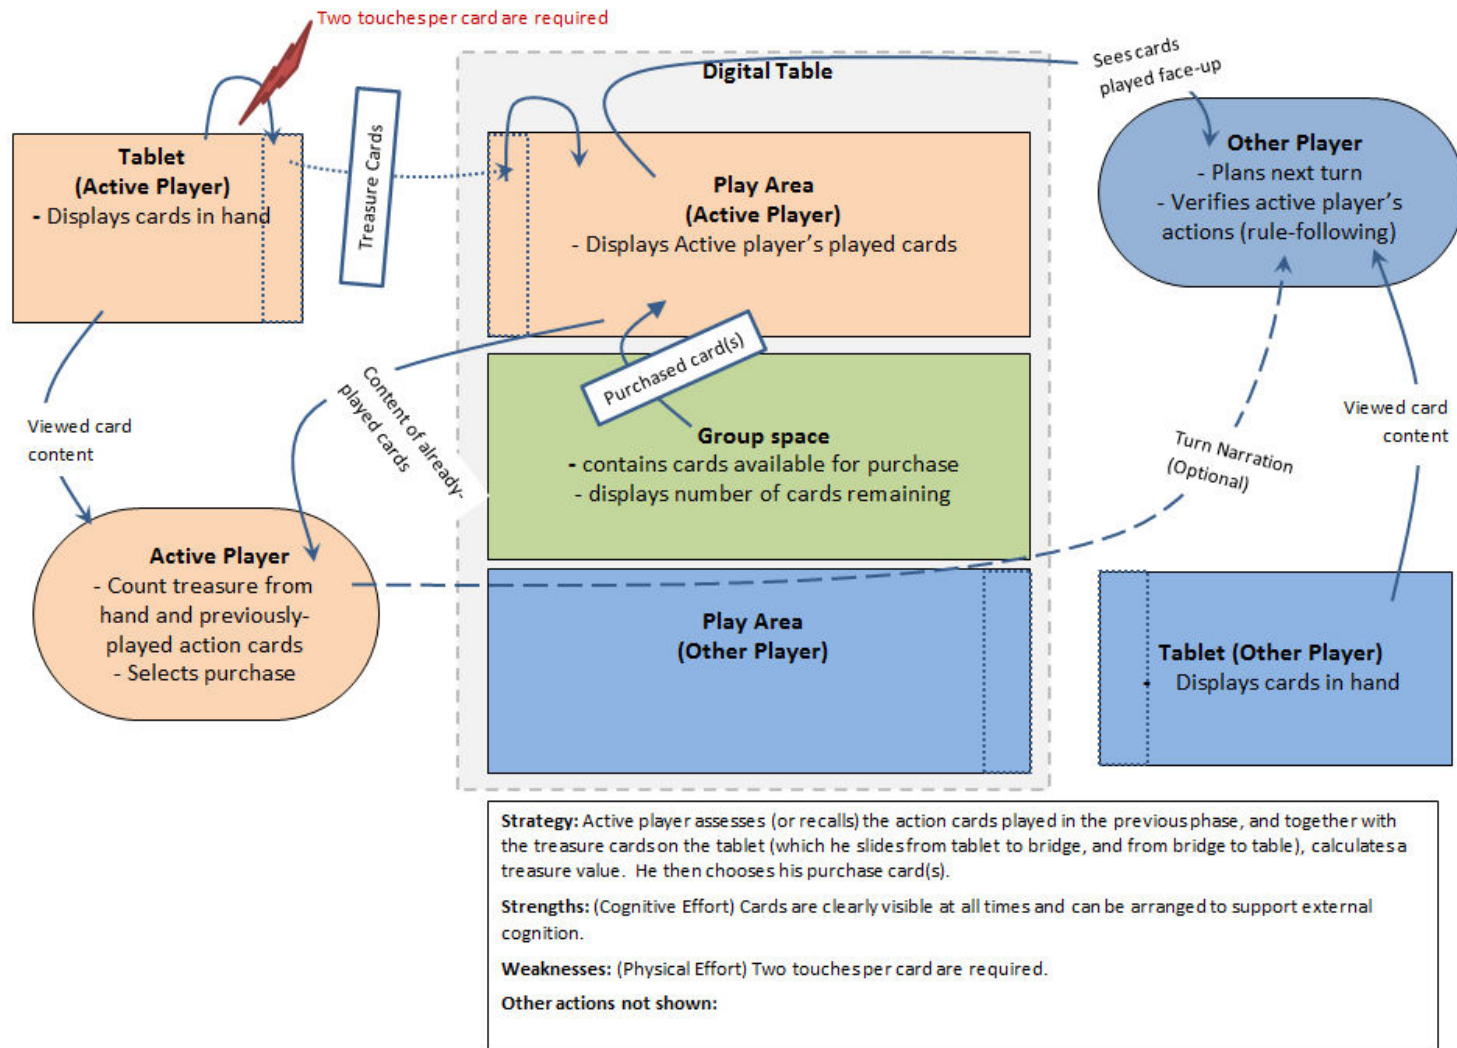 Two touches per card are required
Digital Table
Sees cards
played face-up
Tablet
(Active Player)
- Displays cards in hand
Treasure Cards
Play Area
(Active Player)
- Displays Active player’s played cards
Other Player
- Plans next turn
- Verifies active player’s
actions (rule-following)
Purchased card(s)
Content of already-
played cards
Viewed card
content
Group space
- contains cards available for purchase
- displays number of cards remaining
Turn Narration
(Optional)
Viewed card
content
Active Player
- Count treasure from
hand and previously-
played action cards
- Selects purchase
Play Area
(Other Player)
Tablet (Other Player)
- Displays cards in hand
Strategy: Active player assesses (or recalls) the action cards played in the previous phase, and together with
the treasure cards on the tablet (which he slides from tablet to bridge, and from bridge to table), calculates a
treasure value. He then chooses his purchase card(s).
Strengths: (Cognitive Effort) Cards are clearly visible at all times and can be arranged to support external
cognition.
Weaknesses: (Physical Effort) Two touches per card are required.
Other actions not shown: